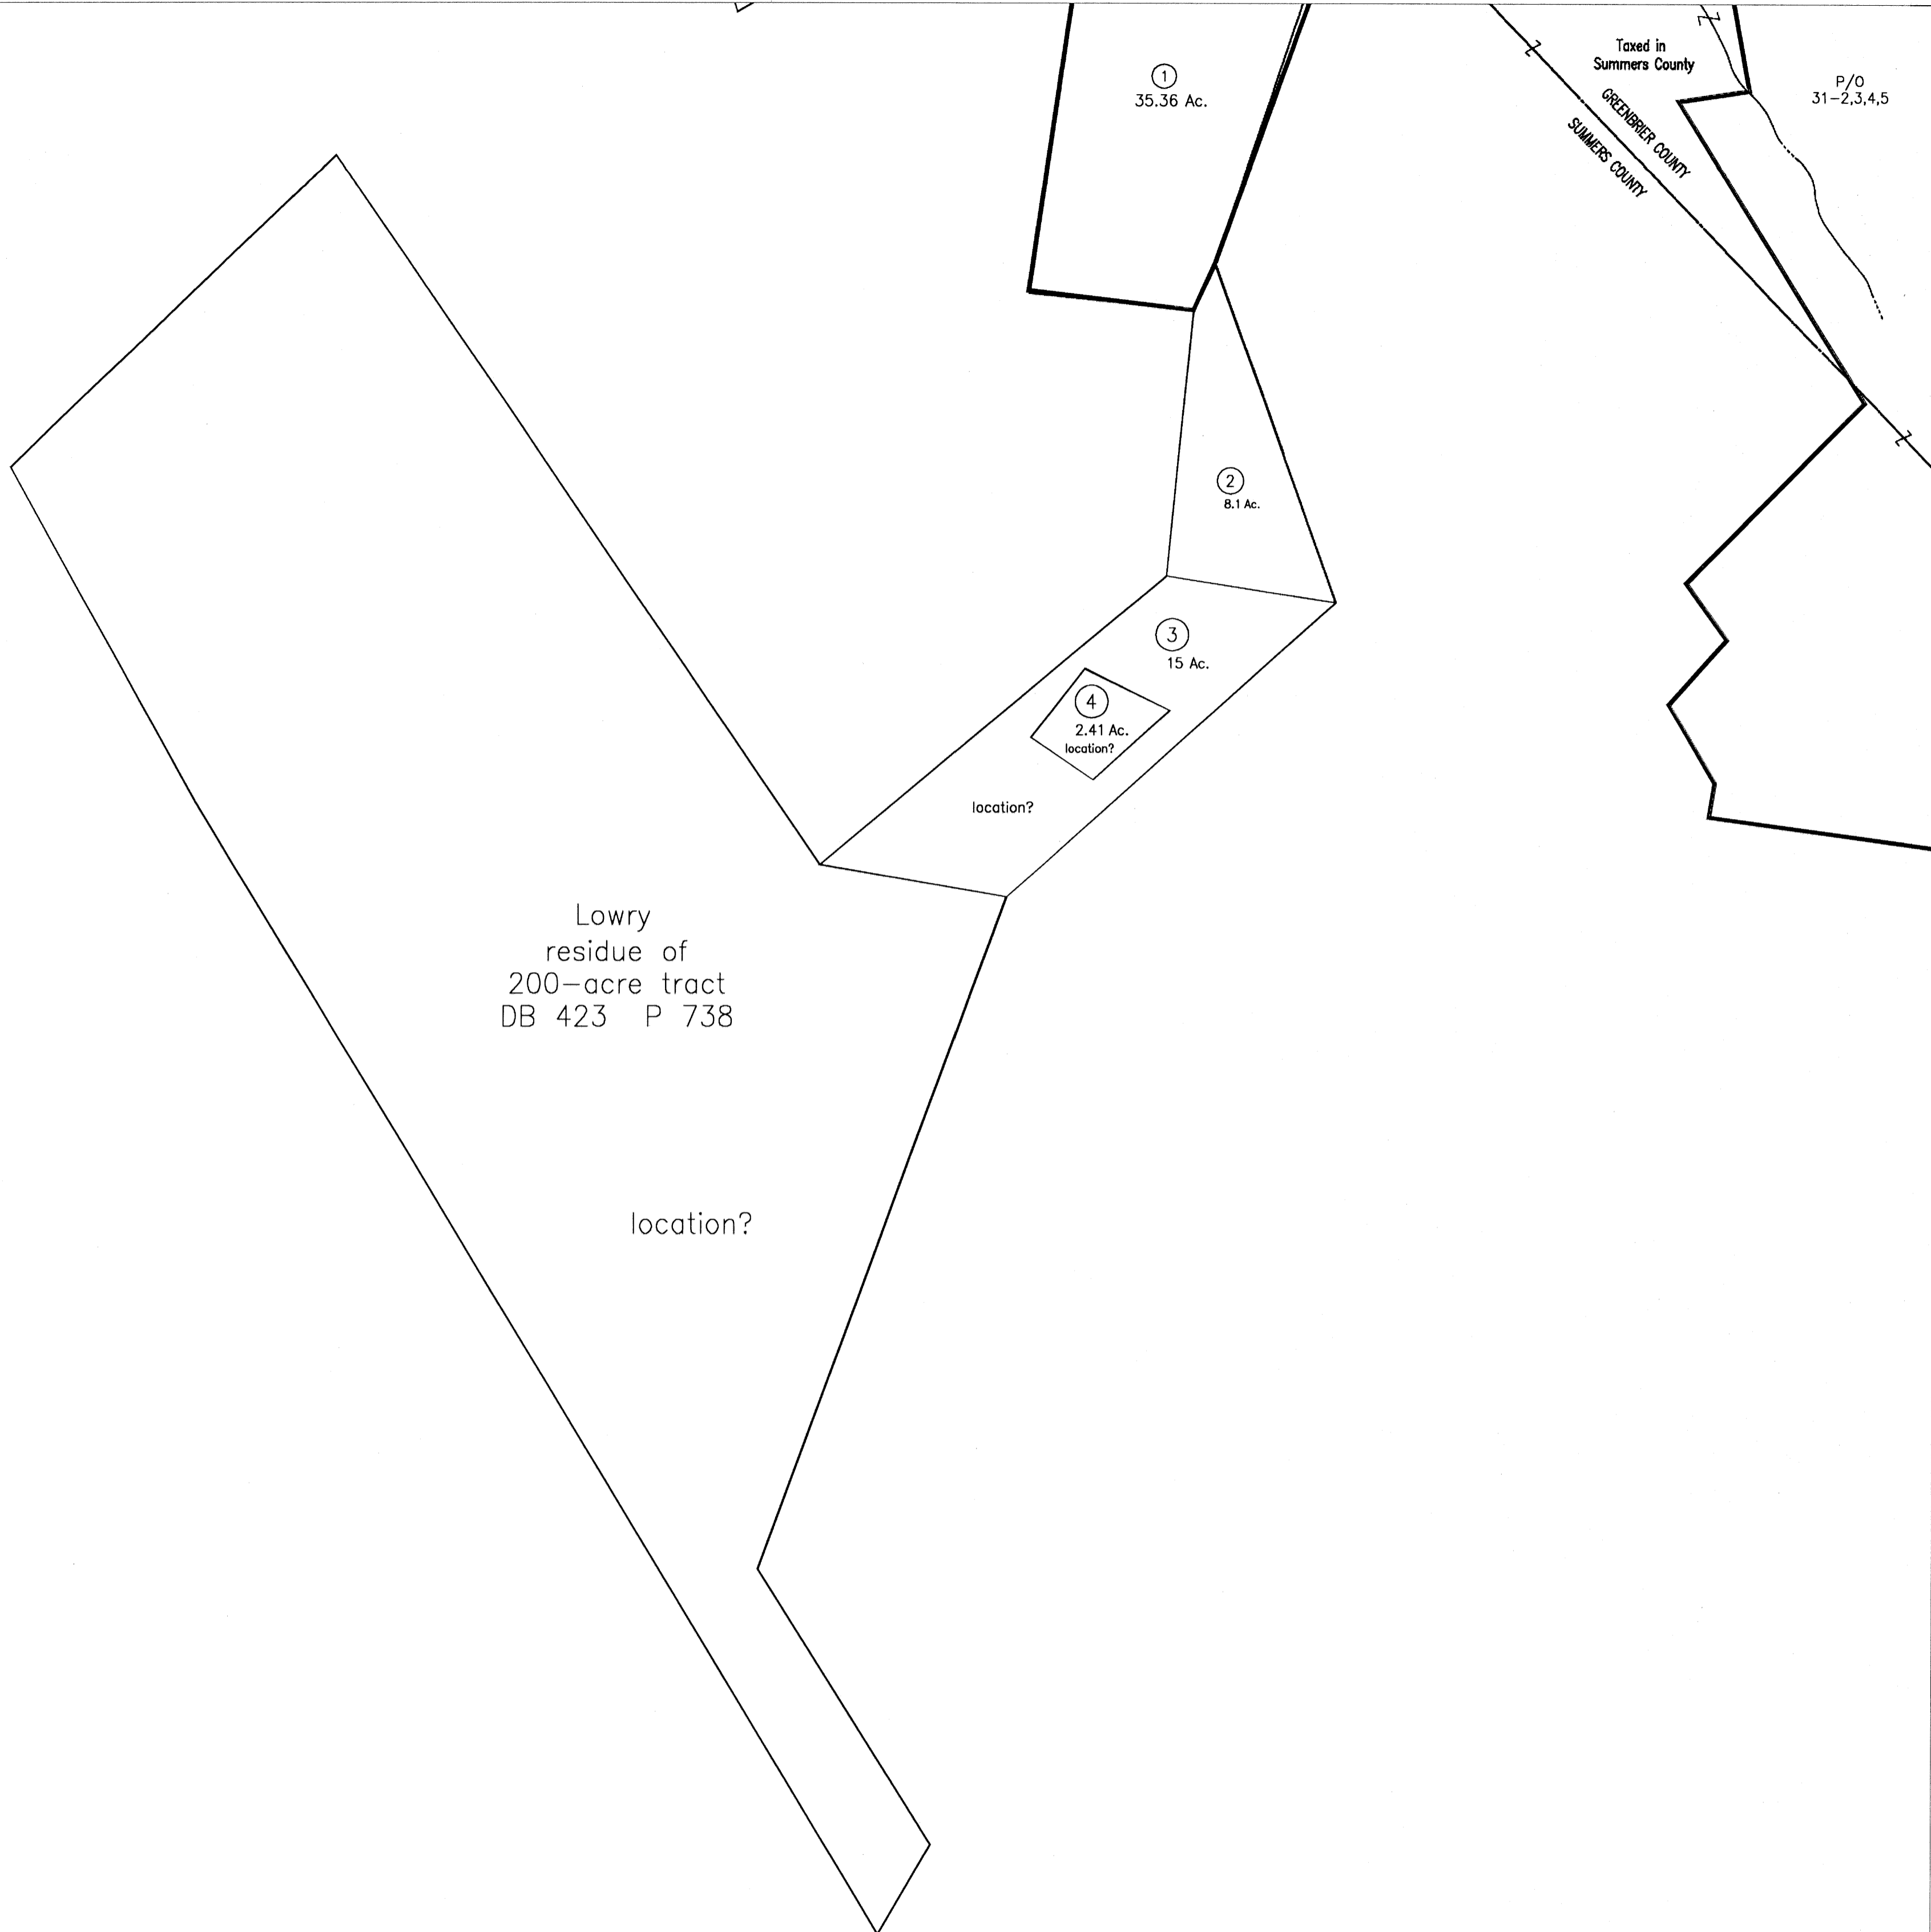 1
35.36 Ac.
Taxed in
Summers County
P/O
31-2,3,4,5
GREENBRIER COUNTY
SUMMERS COUNTY
2
8.1 Ac.
3
15 Ac.
4
2.41 Ac.
location?
location?
Lowry
residue of
200-acre tract
DB 423 P 738
location?